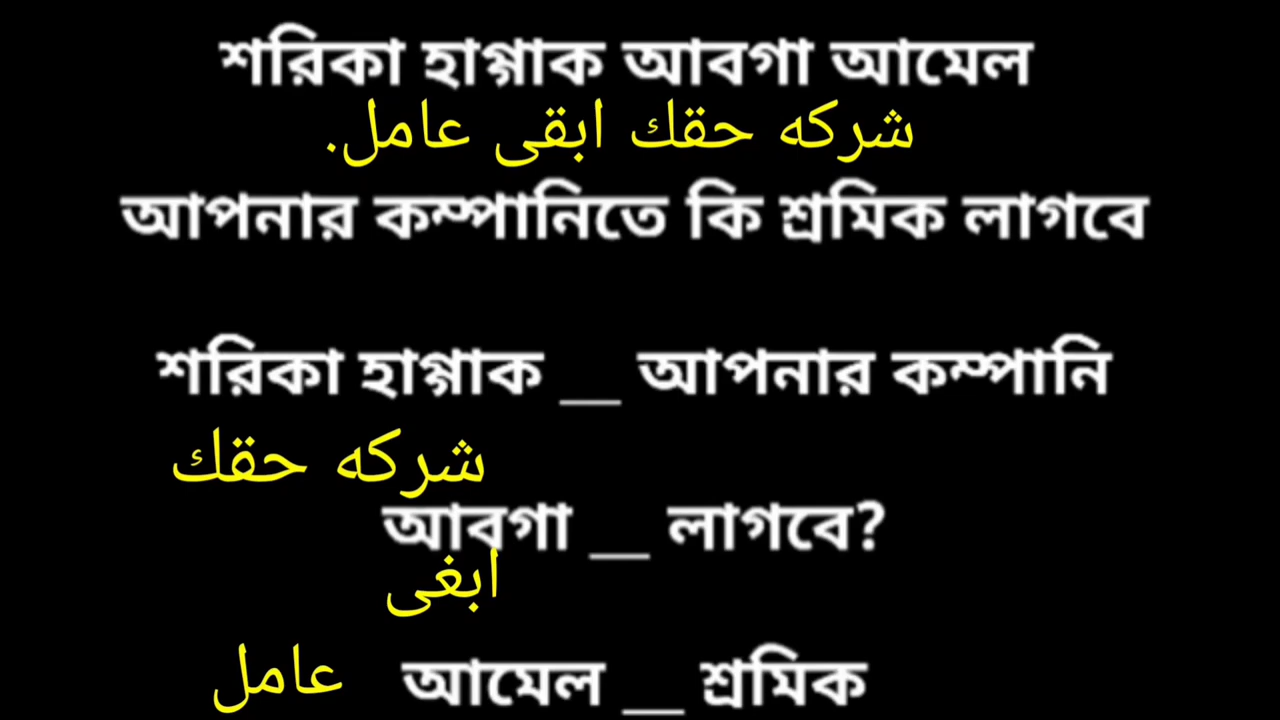 শরিকা হাগ্গাক আবগা আমেল
شركه حقك ابقى عامل.
আপনার কম্পানিতে কি শ্রমিক লাগবে
শরিকা হাগ্গাক __ আপনার কম্পানি
شركه حقك
আবগা __ লাগবে?
ابغى
আমেল __ শ্রমিক
عامل